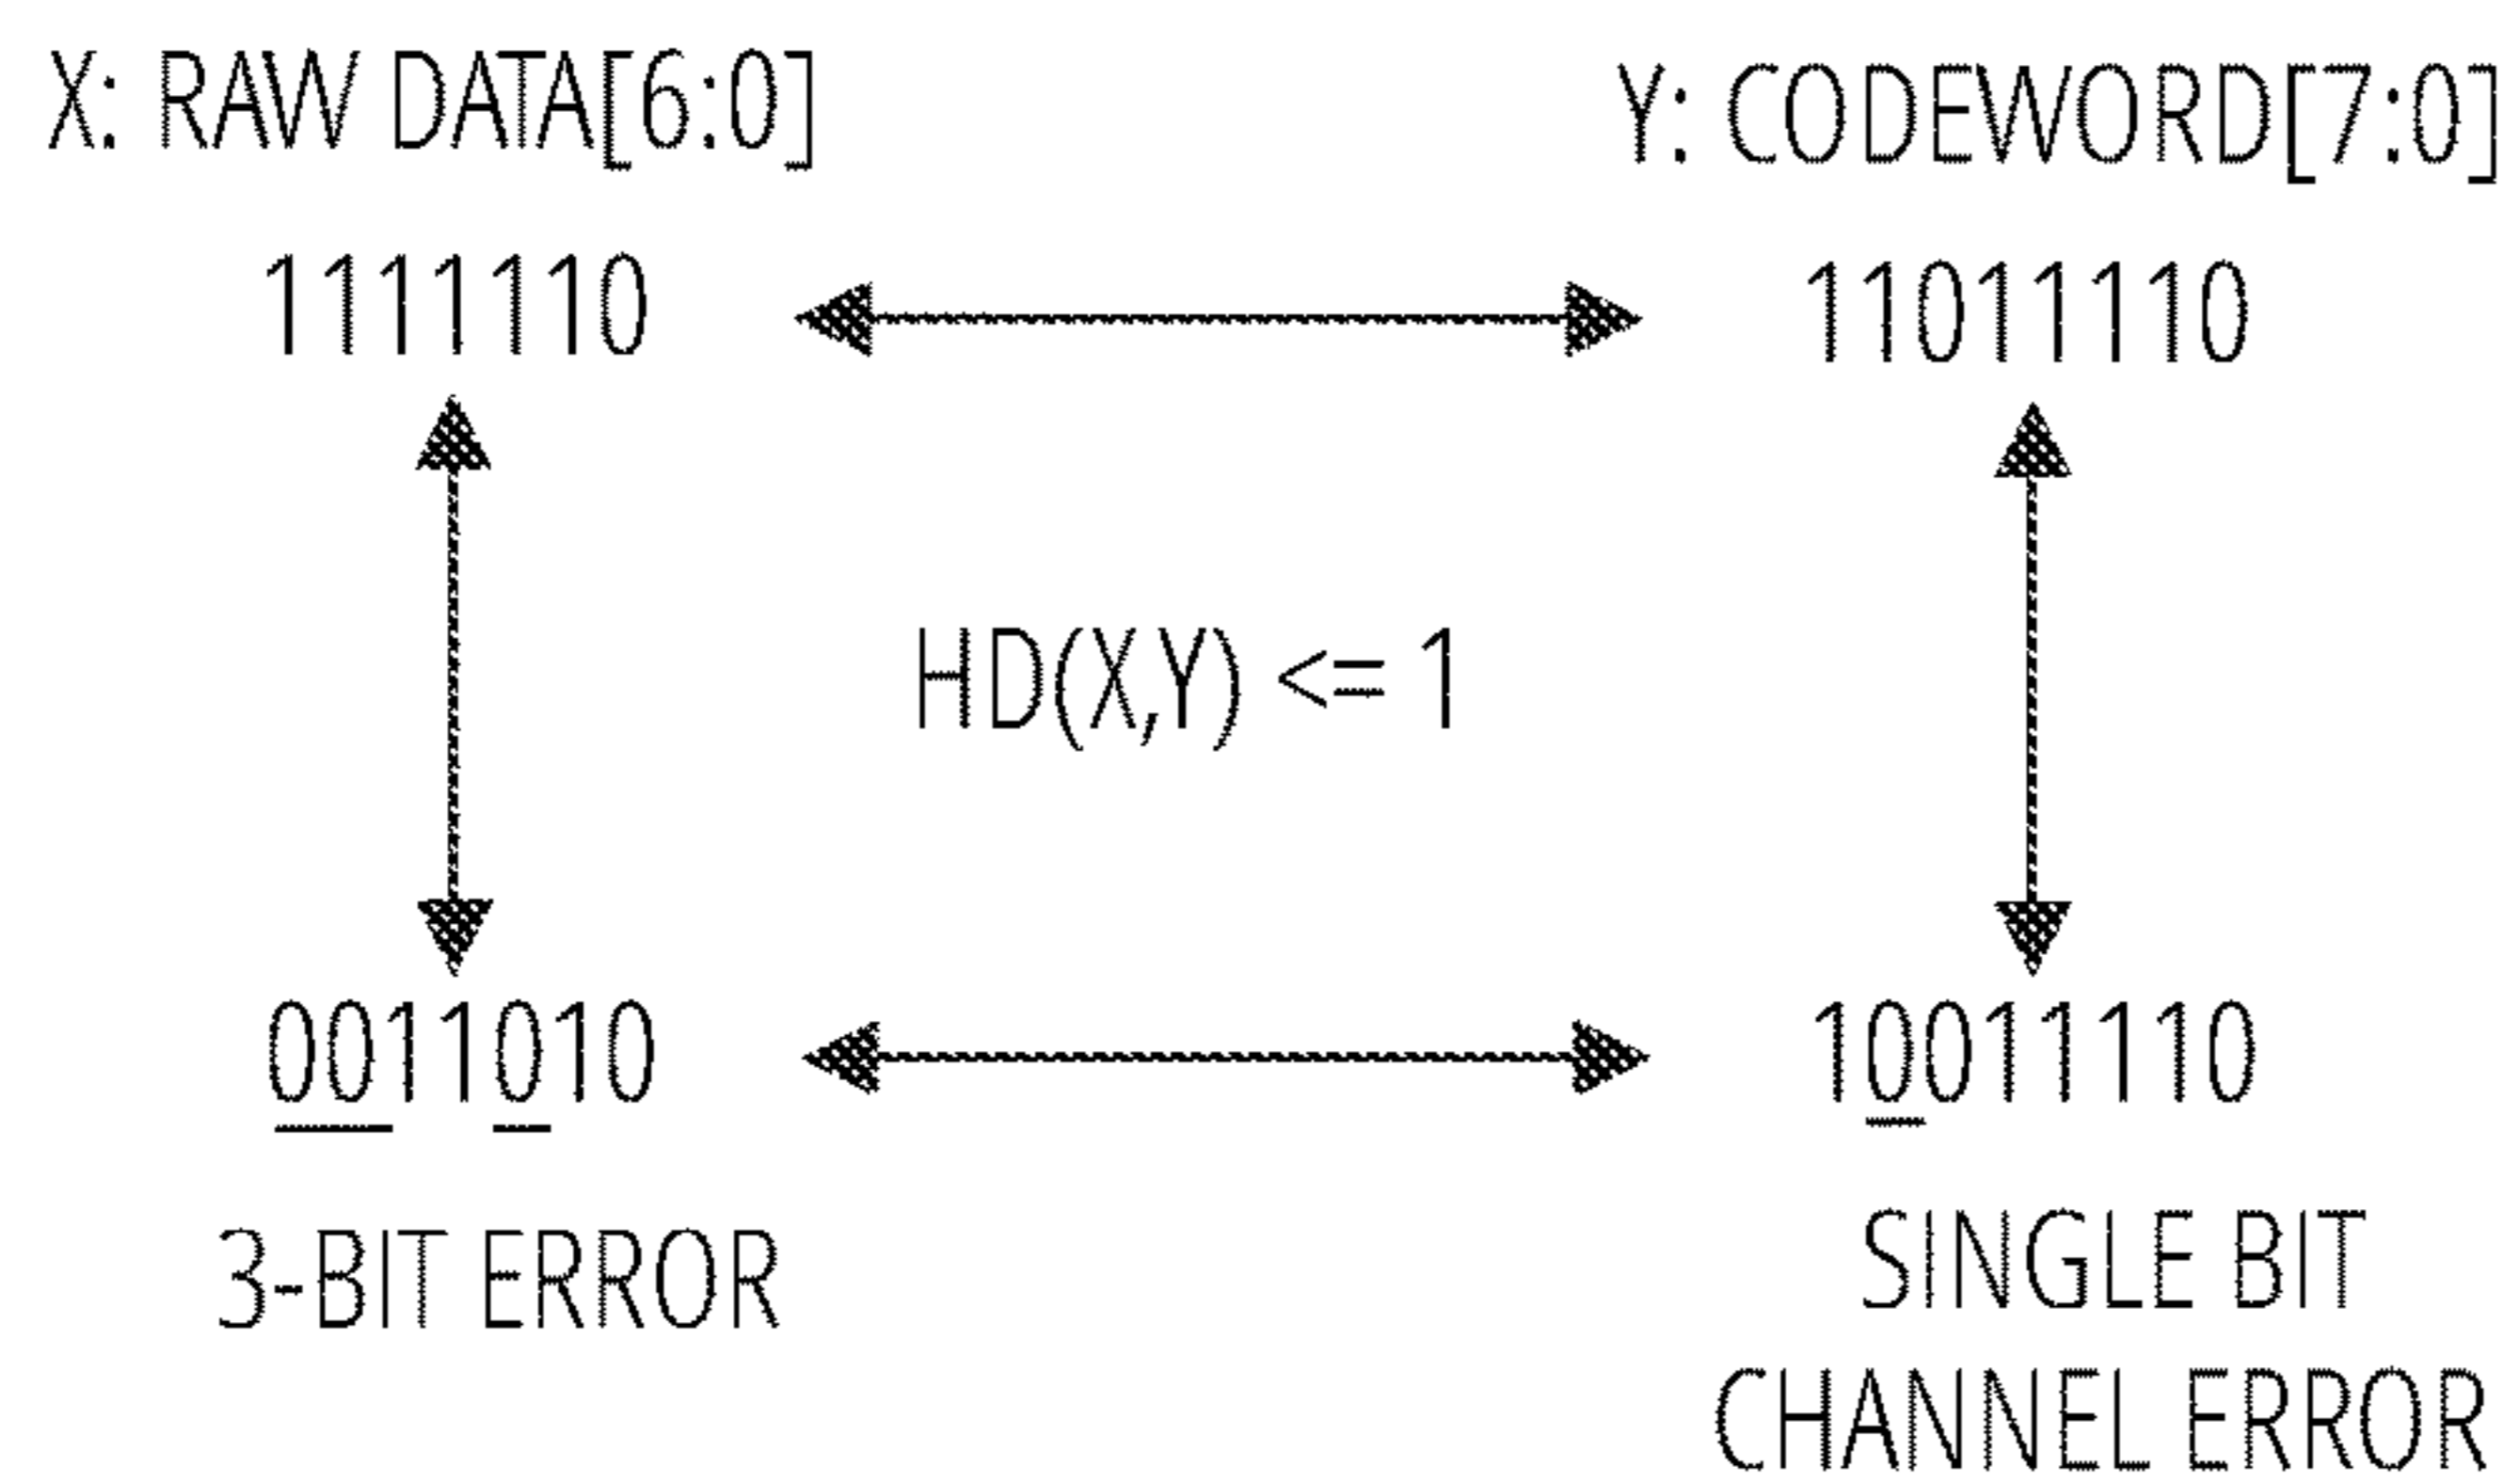 X: RAW DATA[6:0]
Y: CODEWORD[7:0]
1111110
11011110
HD(X,Y) <= 1
0011010
10011110
3-BIT ERROR
SINGLE BIT
CHANNEL ERROR